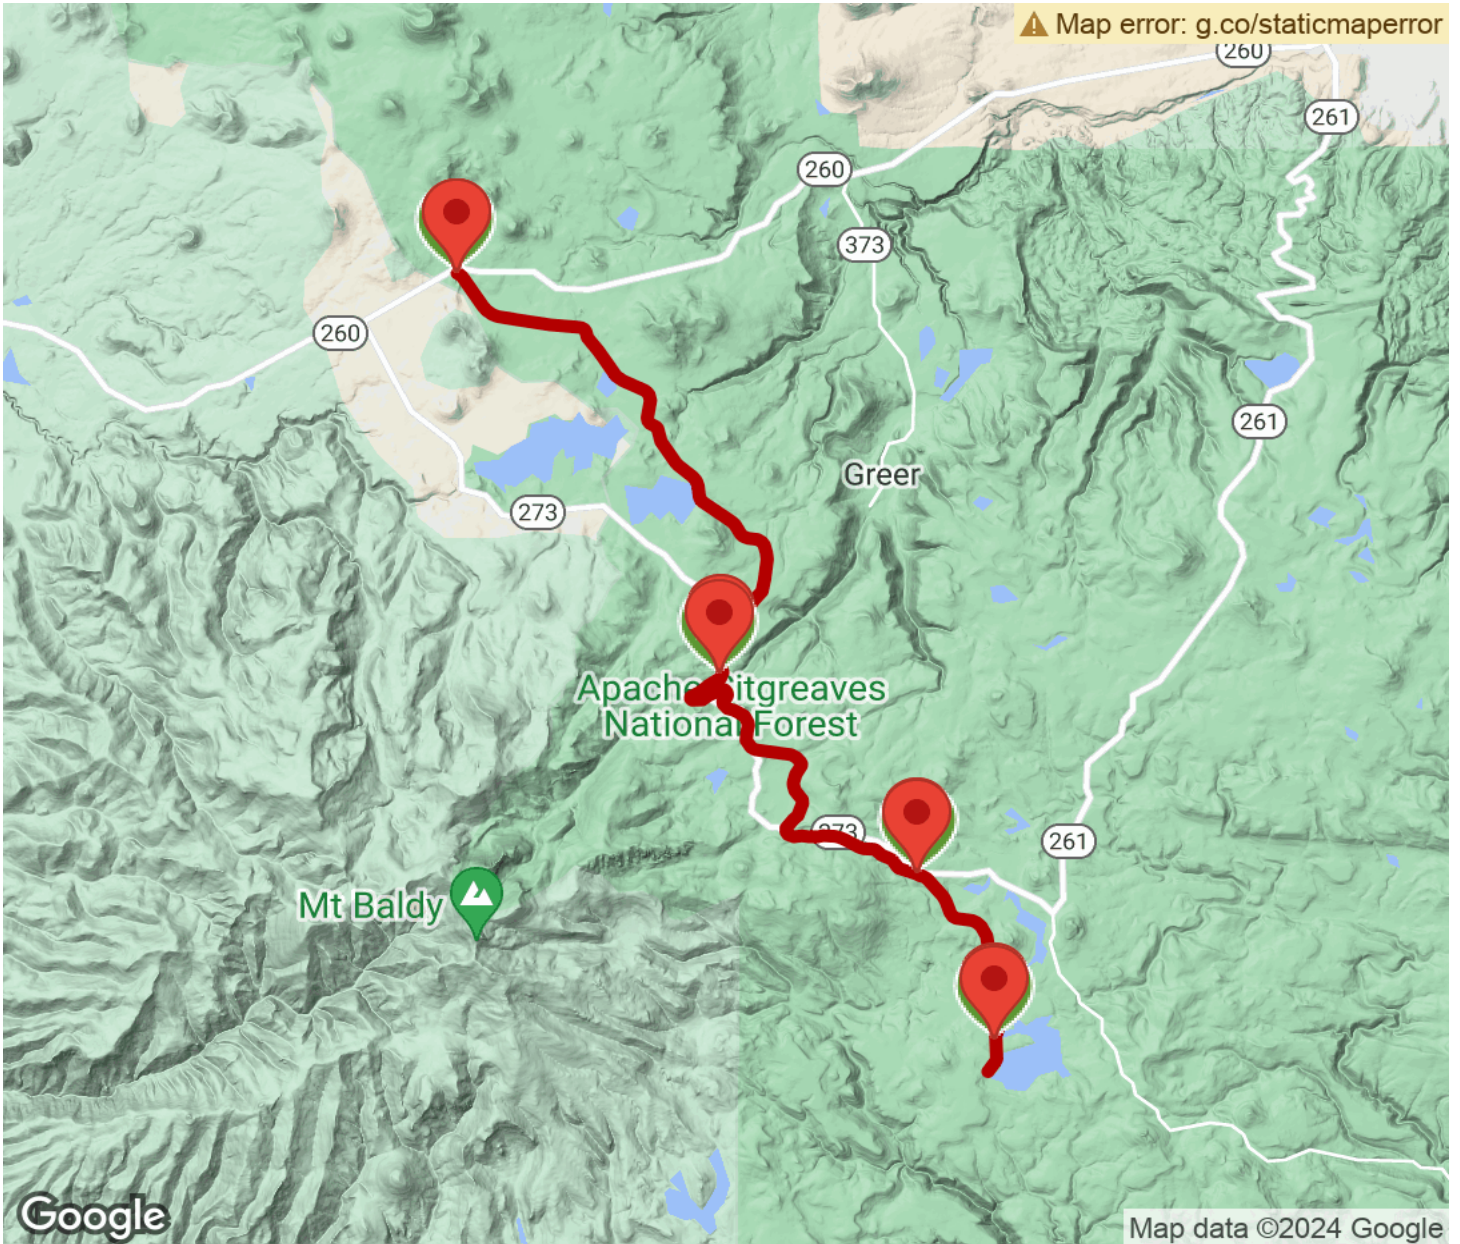 Map error: g.co/staticmaperror
260
261
260
373
260
261
Greer
273
Apache-Sitgreaves
National Forest
273
261
Mt Baldy
Google
Map data ©2024 Google